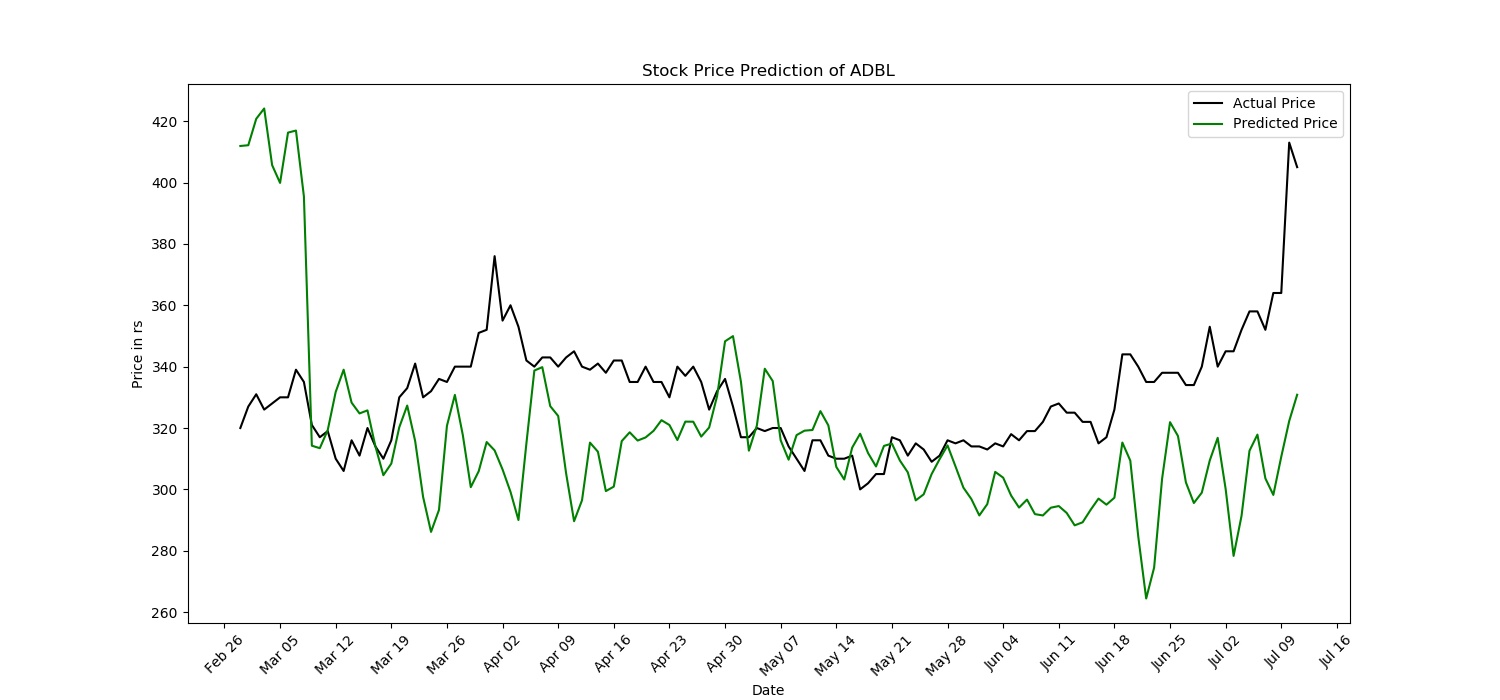 Stock Price Prediction of ADBL
Actual Price
Predicted Price
Price in rs
420
400
380
360
340
320
300
280
260
Feb 26
Mar 05
Mar 12
Mar 19
Mar 26
Apr 02
Apr 09
Apr 16
Apr 23
Apr 30
May 07
May 14
May 21
May 28
Jun 04
Jun 11
Jun 18
Jun 25
Jul 02
Jul 09
Jul 16
Date